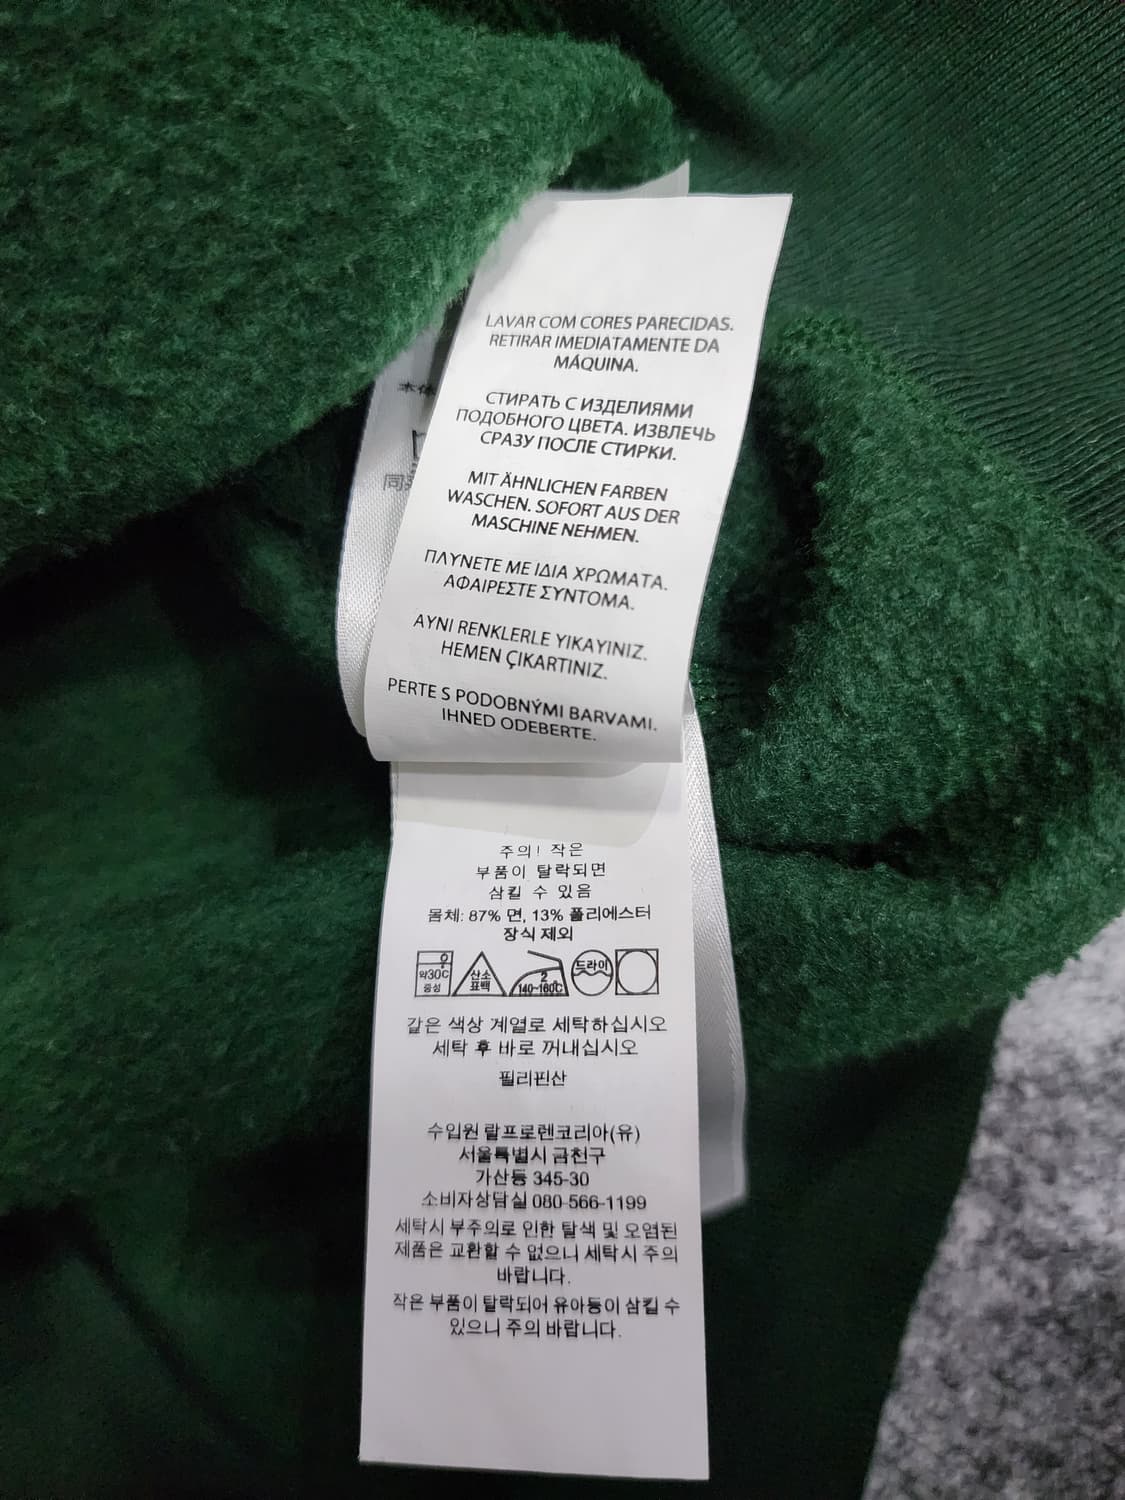 LAVAR COM CORES PARECIDAS.
RETIRAR IMEDIATAMENTE DA
MÁQUINA.
СТИРАТЬ С ИЗДЕЛИЯМИ
ПОДОБНОГО ЦВЕТА. ИЗВЛЕЧЬ
СРАЗУ ПОСЛЕ СТИРКИ.
MIT ÄHNLICHEN FARBEN
WASCHEN. SOFORT AUS DER
MASCHINE NEHMEN.
ΠΛΥΝΕΤΕ ΜΕ ΙΔΙΑ ΧΡΩΜΑΤΑ.
ΑΦΑΙΡΕΣΤΕ ΣΥΝΤΟΜΑ.
AYNI RENKLERLE YIKAYINIZ.
HEMEN ÇIKARTINIZ.
PERTE S PODOBNÝMI BARVAMI.
IHNED ODEBERTE.
本体
同
주의! 작은
부품이 탈락되면
삼킬 수 있음
몸체: 87% 면, 13% 폴리에스터
장식 제외
약30C 중성 산소 표백 2 140~160°C 드라이
같은 색상 계열로 세탁하십시오
세탁 후 바로 꺼내십시오
필리핀산
수입원 랄프로렌코리아(유)
서울특별시 금천구
가산동 345-30
소비자상담실 080-566-1199
세탁시 부주의로 인한 탈색 및 오염된
제품은 교환할 수 없으니 세탁시 주의
바랍니다.
작은 부품이 탈락되어 유아등이 삼킬 수
있으니 주의 바랍니다.